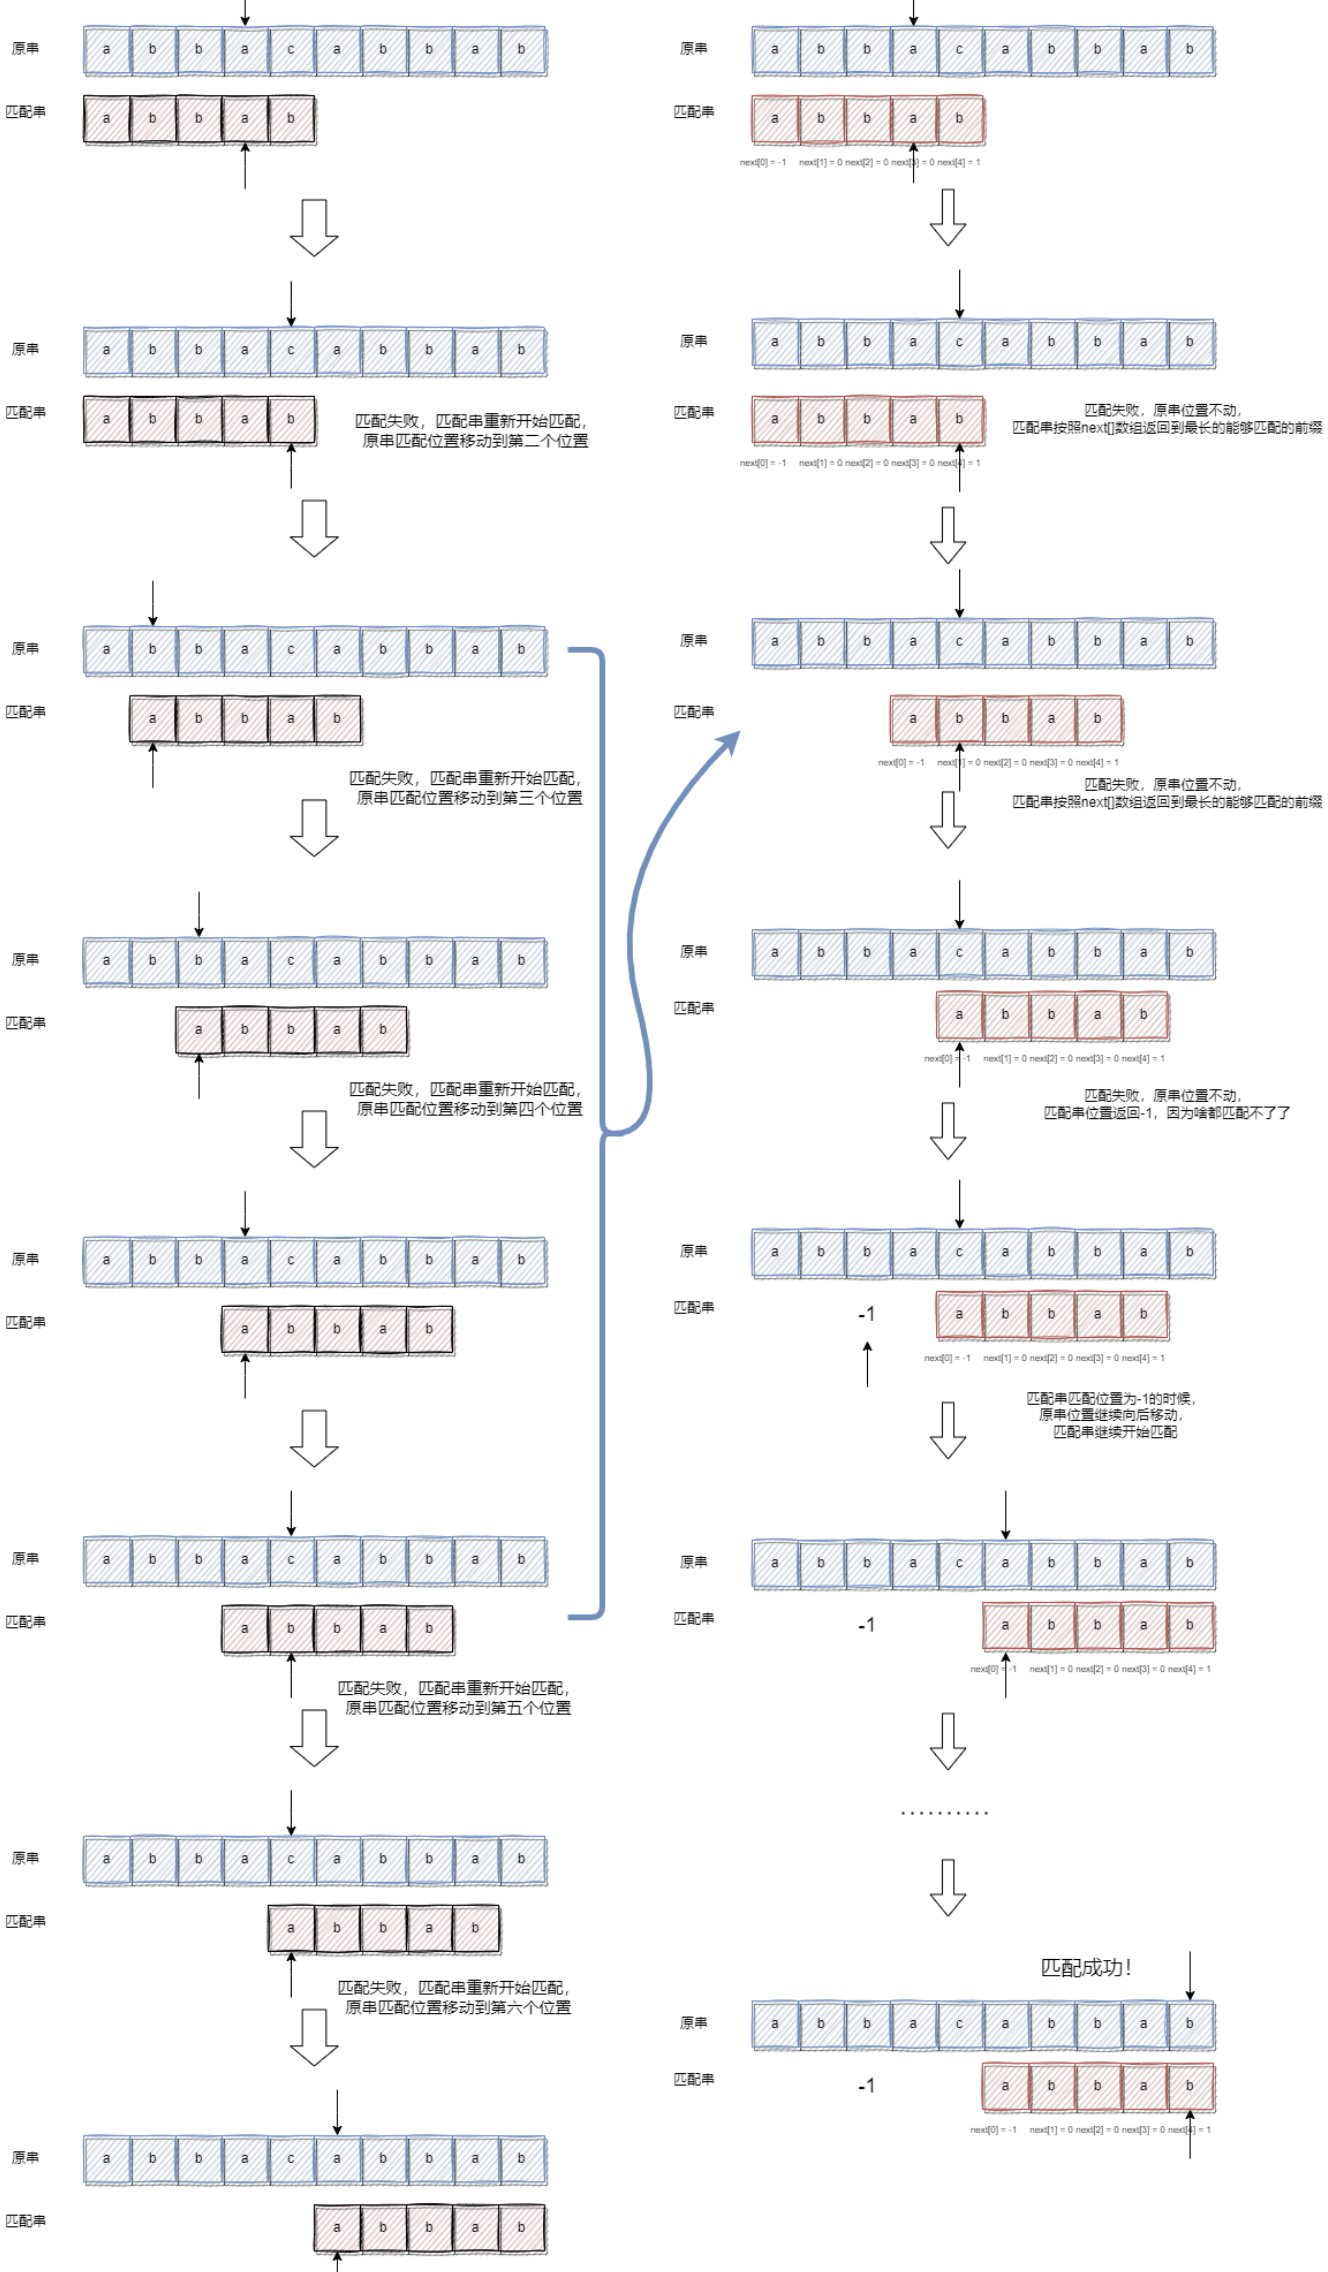 原串 a b b a c a b b a b
匹配串 a b b a b
原串 a b b a c a b b a b
匹配串 a b b a b
匹配失败，匹配串重新开始匹配，
原串匹配位置移动到第二个位置
原串 a b b a c a b b a b
匹配串 a b b a b
匹配失败，匹配串重新开始匹配，
原串匹配位置移动到第三个位置
原串 a b b a c a b b a b
匹配串 a b b a b
匹配失败，匹配串重新开始匹配，
原串匹配位置移动到第四个位置
原串 a b b a c a b b a b
匹配串 a b b a b
原串 a b b a c a b b a b
匹配串 a b b a b
匹配失败，匹配串重新开始匹配，
原串匹配位置移动到第五个位置
原串 a b b a c a b b a b
匹配串 a b b a b
匹配失败，匹配串重新开始匹配，
原串匹配位置移动到第六个位置
原串 a b b a c a b b a b
匹配串 a b b a b
原串 a b b a c a b b a b
匹配串 a b b a b
next[0] = -1 next[1] = 0 next[2] = 0 next[3] = 0 next[4] = 1
原串 a b b a c a b b a b
匹配串 a b b a b
匹配失败，原串位置不动，
匹配串按照next[]数组返回到最长的能够匹配的前缀
next[0] = -1 next[1] = 0 next[2] = 0 next[3] = 0 next[4] = 1
原串 a b b a c a b b a b
匹配串 a b b a b
next[0] = -1 next[1] = 0 next[2] = 0 next[3] = 0 next[4] = 1
匹配失败，原串位置不动，
匹配串按照next[]数组返回到最长的能够匹配的前缀
原串 a b b a c a b b a b
匹配串 a b b a b
next[0] = -1 next[1] = 0 next[2] = 0 next[3] = 0 next[4] = 1
匹配失败，原串位置不动，
匹配串位置返回-1，因为啥都匹配不了了
原串 a b b a c a b b a b
匹配串 -1 a b b a b
next[0] = -1 next[1] = 0 next[2] = 0 next[3] = 0 next[4] = 1
匹配串匹配位置为-1的时候，
原串位置继续向后移动，
匹配串继续开始匹配
原串 a b b a c a b b a b
匹配串 -1 a b b a b
next[0] = -1 next[1] = 0 next[2] = 0 next[3] = 0 next[4] = 1
..........
匹配成功！
原串 a b b a c a b b a b
匹配串 -1 a b b a b
next[0] = -1 next[1] = 0 next[2] = 0 next[3] = 0 next[4] = 1